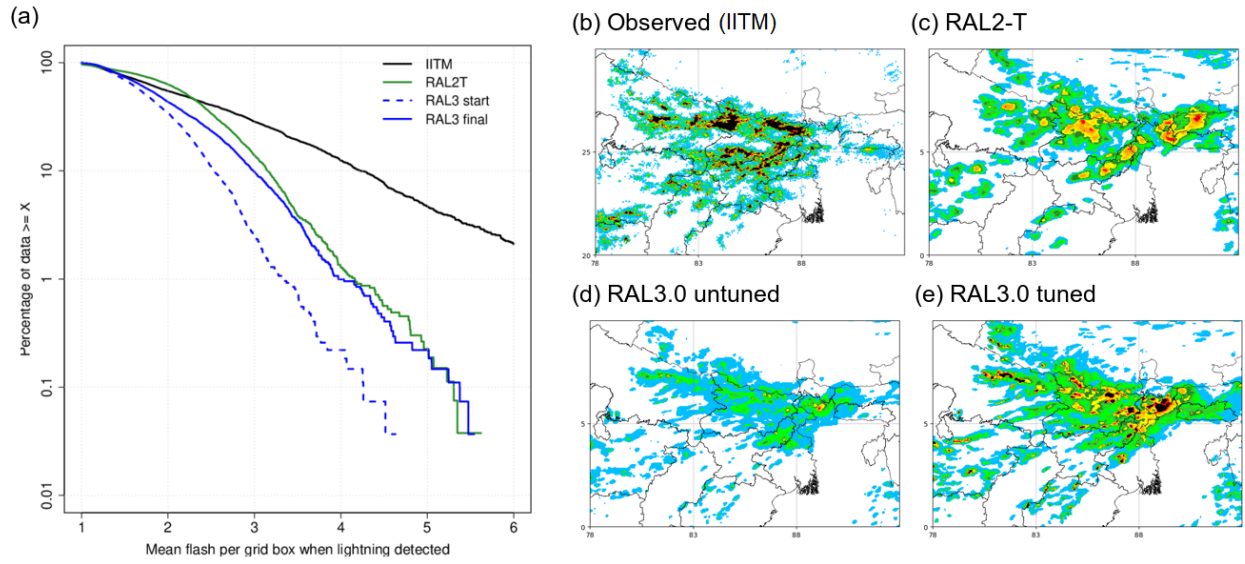 (a)
100
10
1
0.1
0.01
Percentage of data >= X
1 2 3 4 5 6
Mean flash per grid box when lightning detected
IITM
RAL2T
RAL3 start
RAL3 final
(b) Observed (IITM)
25
20
78 83 88
(c) RAL2-T
5
0
78 83 88
(d) RAL3.0 untuned
5
0
78 83 88
(e) RAL3.0 tuned
5
0
78 83 88